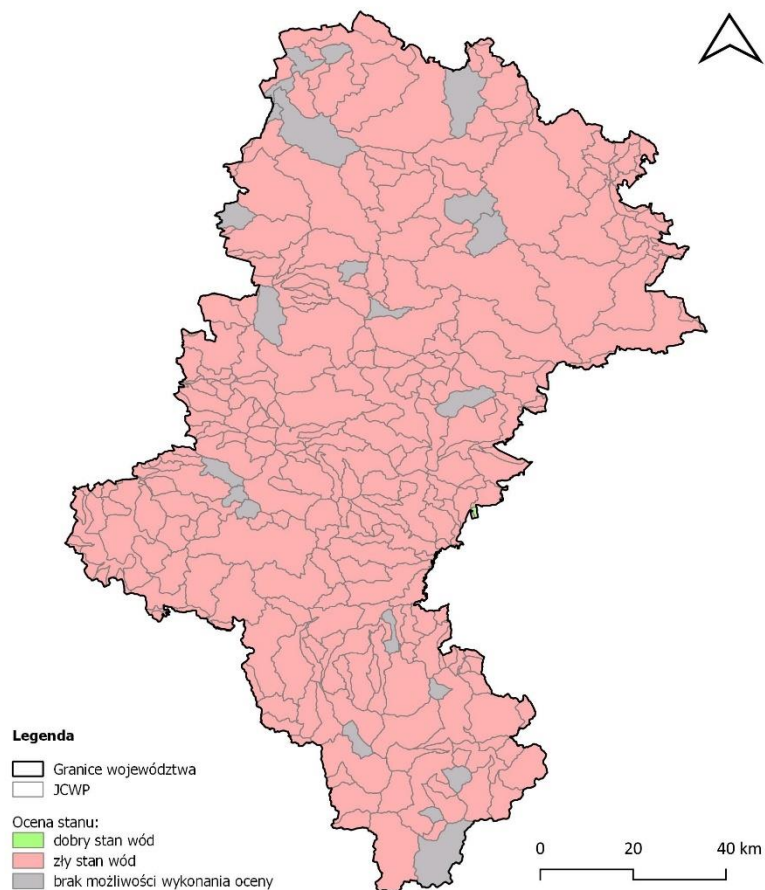 Legenda
Granice województwa
JCWP
Ocena stanu:
dobry stan wód
zły stan wód
brak możliwości wykonania oceny
0 20 40 km